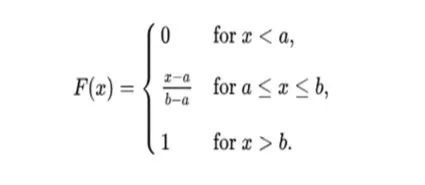 0 for x < a,
F(x) = { (x−a)/(b−a) for a ≤ x ≤ b,
1 for x > b.